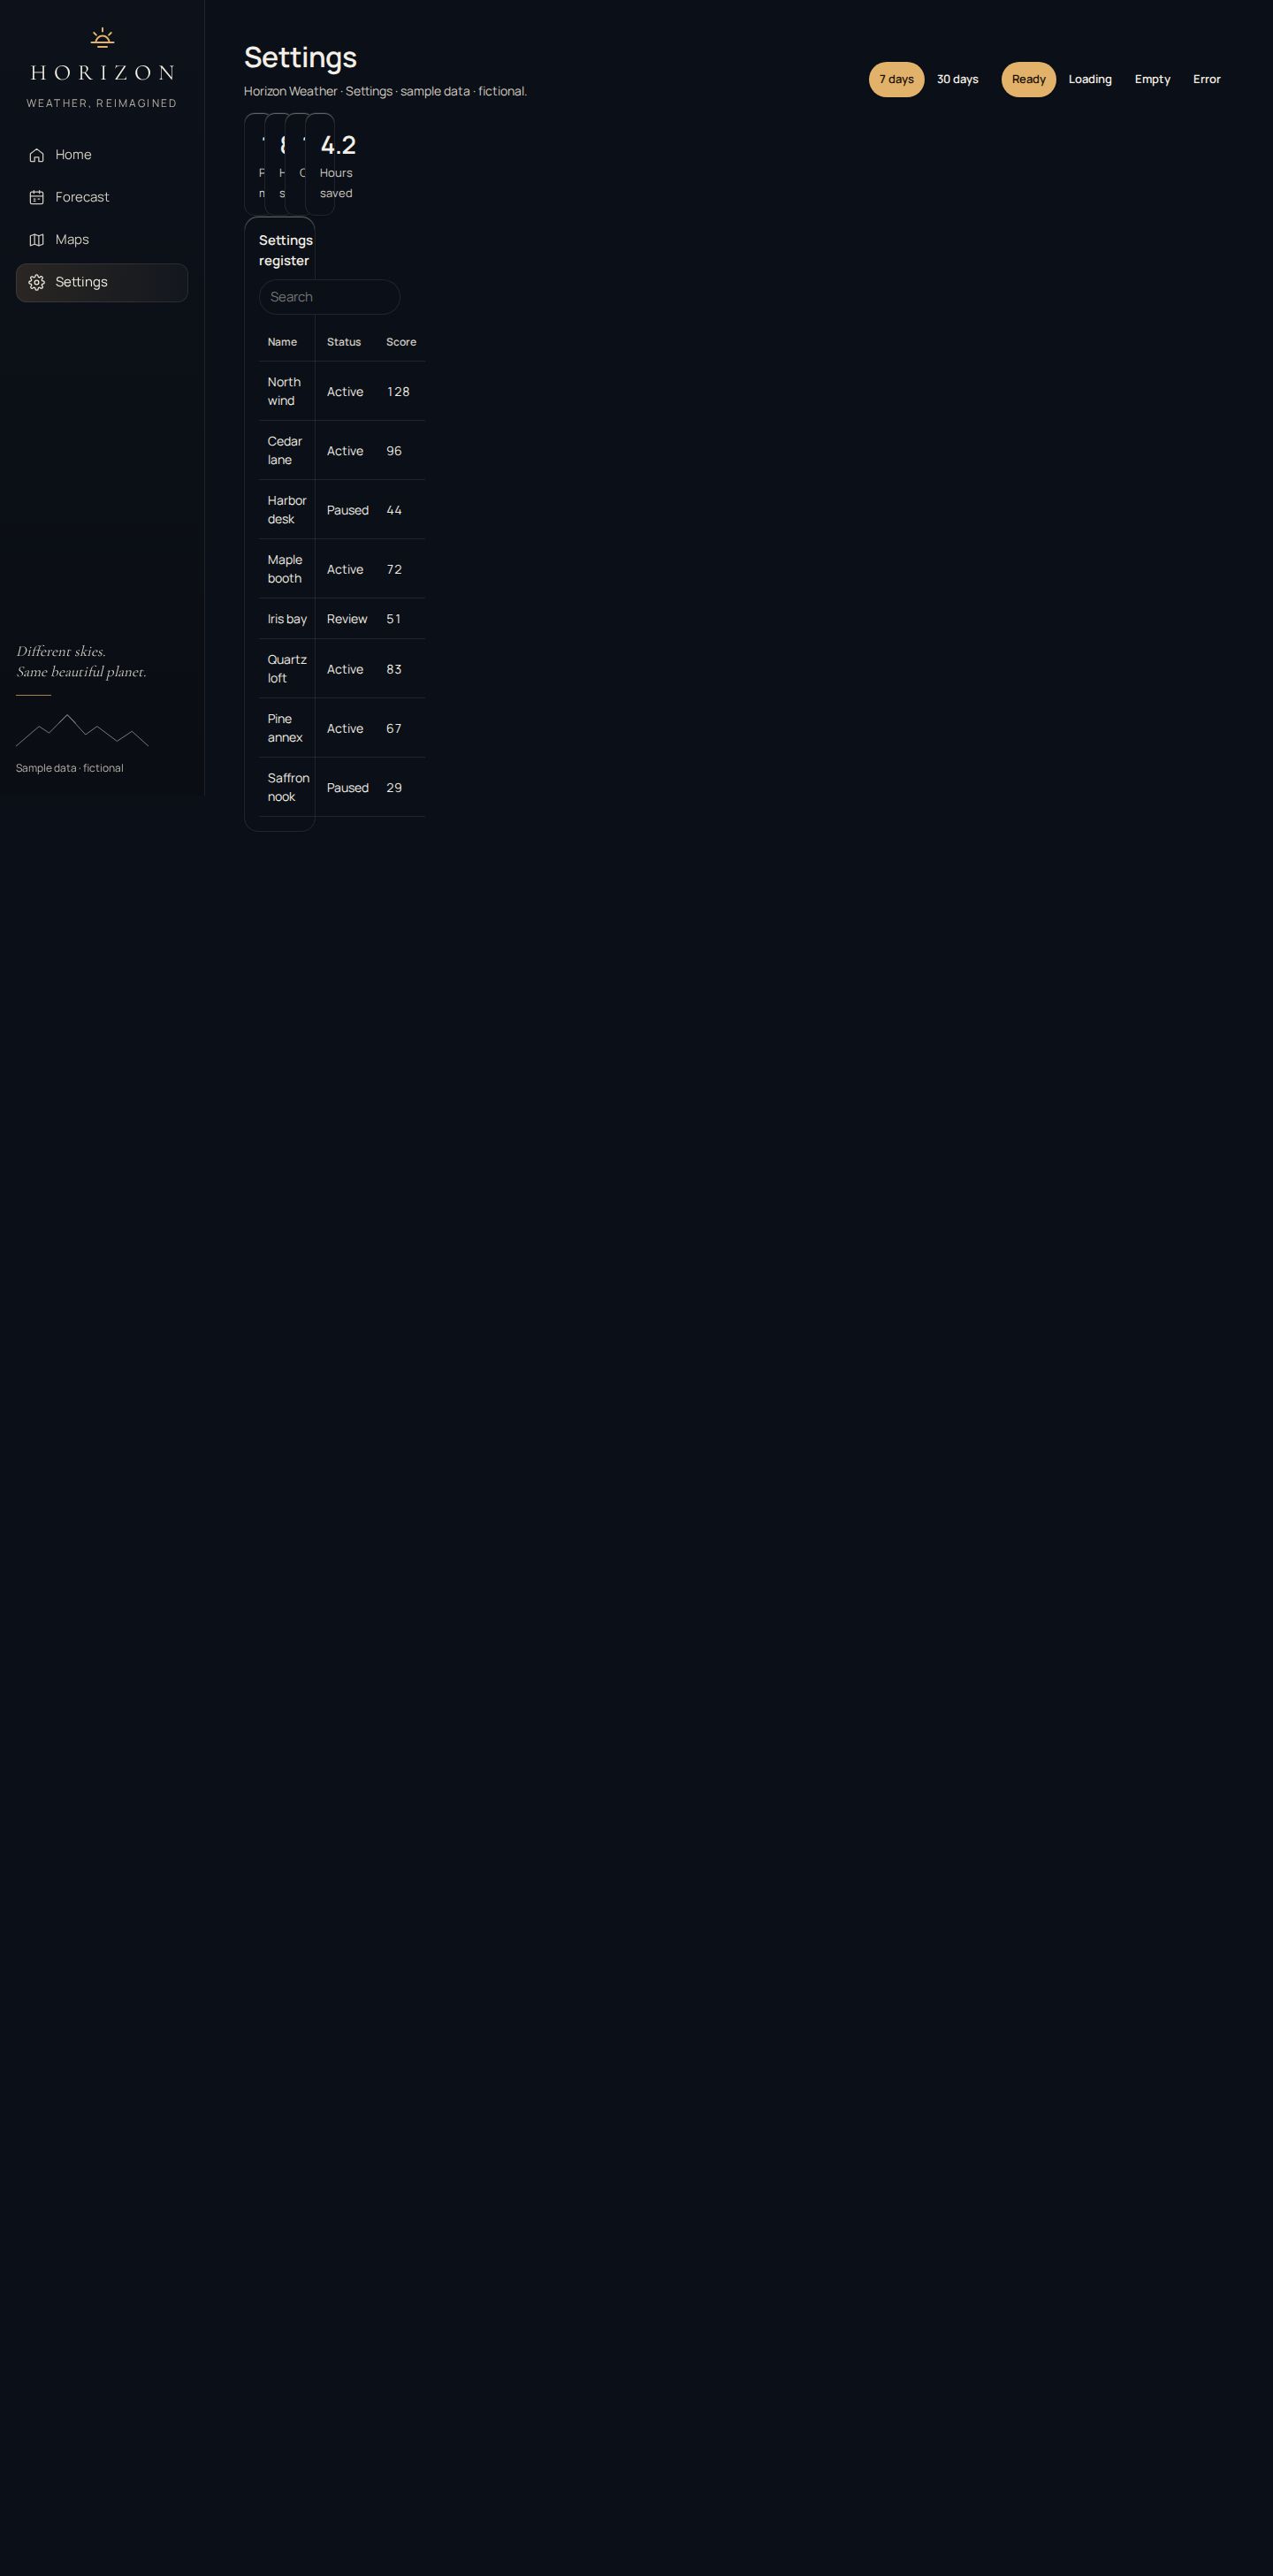 HORIZON
WEATHER, REIMAGINED
Home
Forecast
Maps
Settings
Different skies.
Same beautiful planet.
Sample data · fictional
Settings
Horizon Weather · Settings · sample data · fictional.
7 days 30 days Ready Loading Empty Error
4.2
Hours
saved
Settings
register
Search
Name Status Score
North
wind Active 128
Cedar
lane Active 96
Harbor
desk Paused 44
Maple
booth Active 72
Iris bay Review 51
Quartz
loft Active 83
Pine
annex Active 67
Saffron
nook Paused 29